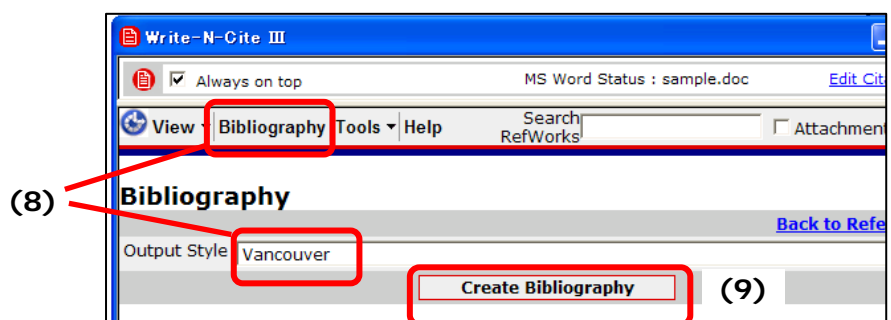 Write-N-Cite III
Always on top MS Word Status : sample.doc Edit Cit
View Bibliography Tools Help Search RefWorks Attachment
(8)
Bibliography
Back to Refe
Output Style Vancouver
Create Bibliography (9)